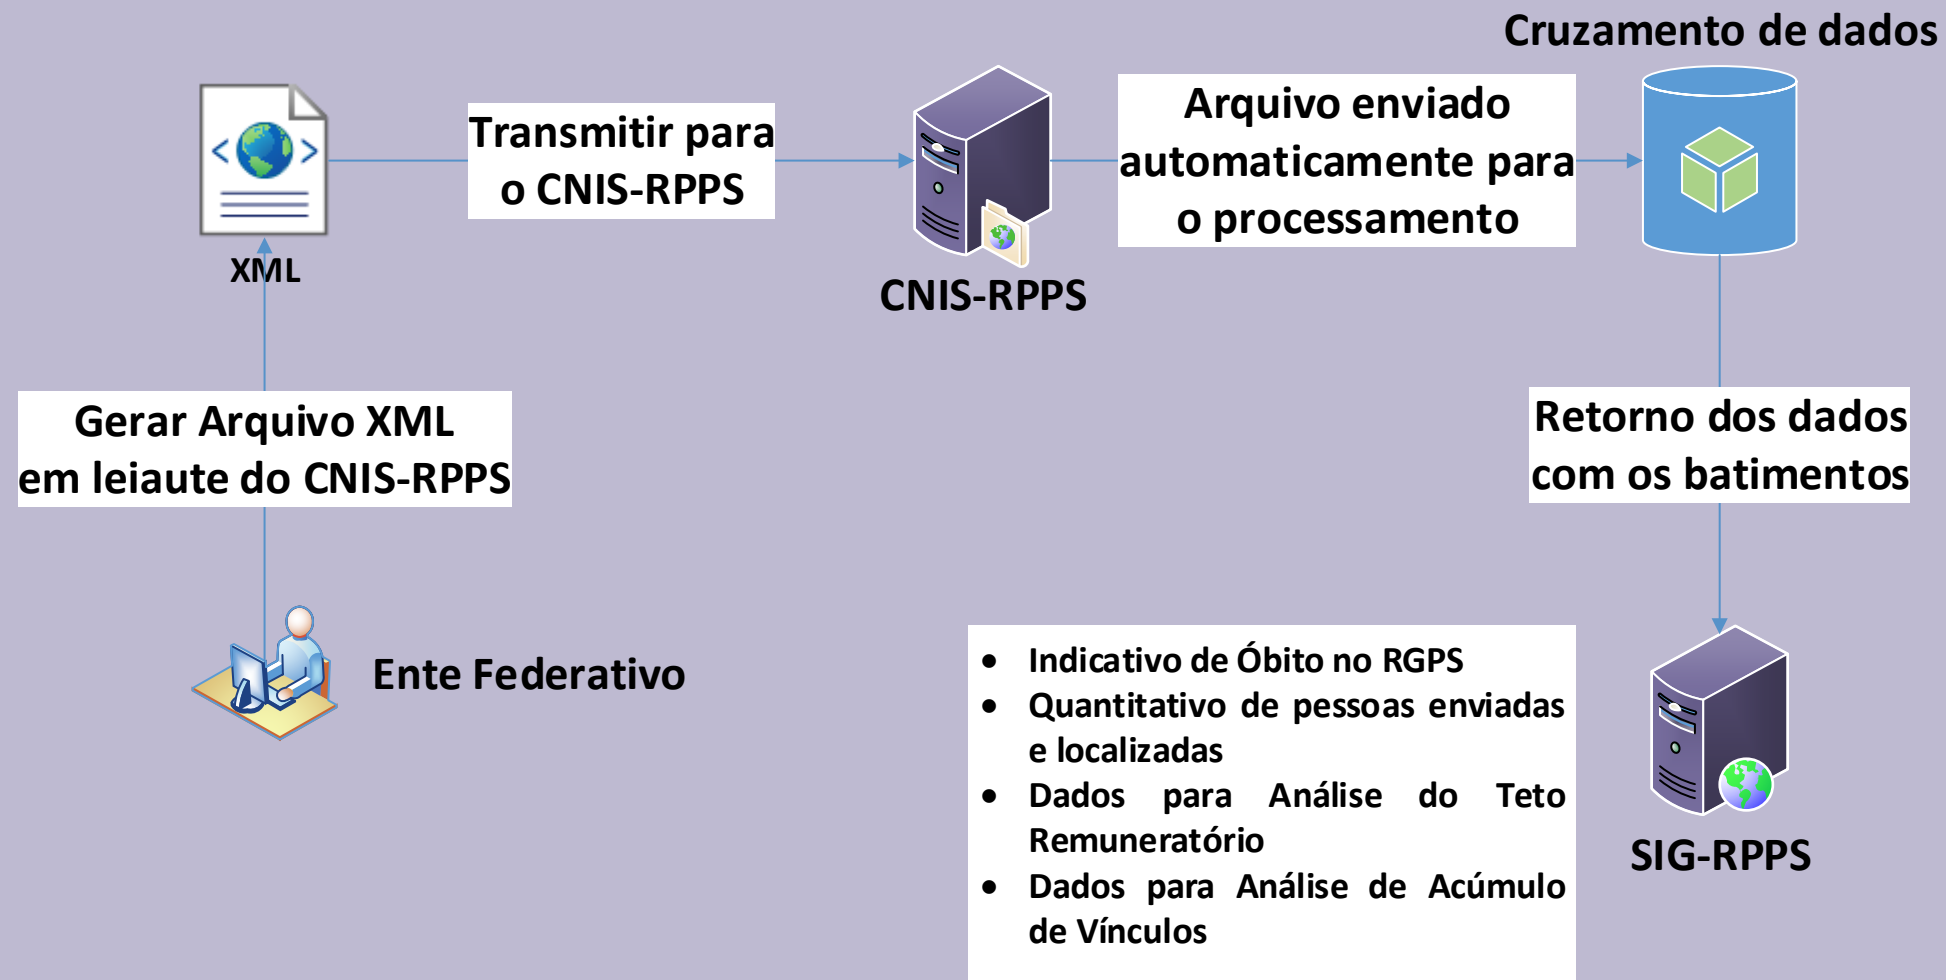 Cruzamento de dados
Transmitir para
o CNIS-RPPS
Arquivo enviado
automaticamente para
o processamento
XML
CNIS-RPPS
Gerar Arquivo XML
em leiaute do CNIS-RPPS
Retorno dos dados
com os batimentos
Ente Federativo
• Indicativo de Óbito no RGPS
• Quantitativo de pessoas enviadas
e localizadas
• Dados para Análise do Teto
Remuneratório
• Dados para Análise de Acúmulo
de Vínculos
SIG-RPPS